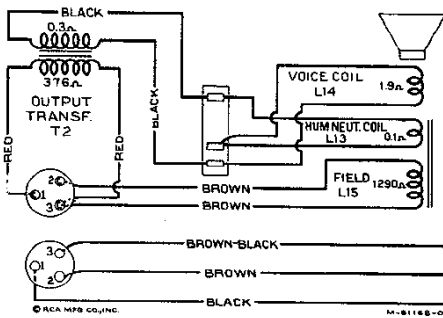 BLACK
0.3Ω
376Ω
OUTPUT
TRANSF.
T2
RED
RED
BLACK
VOICE COIL
L14
1.9Ω
HUM NEUT. COIL
L13
0.1Ω
FIELD
L15
1290Ω
BROWN
BROWN
2
1
3
BROWN-BLACK
BROWN
BLACK
3
1
2
© RCA MFG CO., INC.